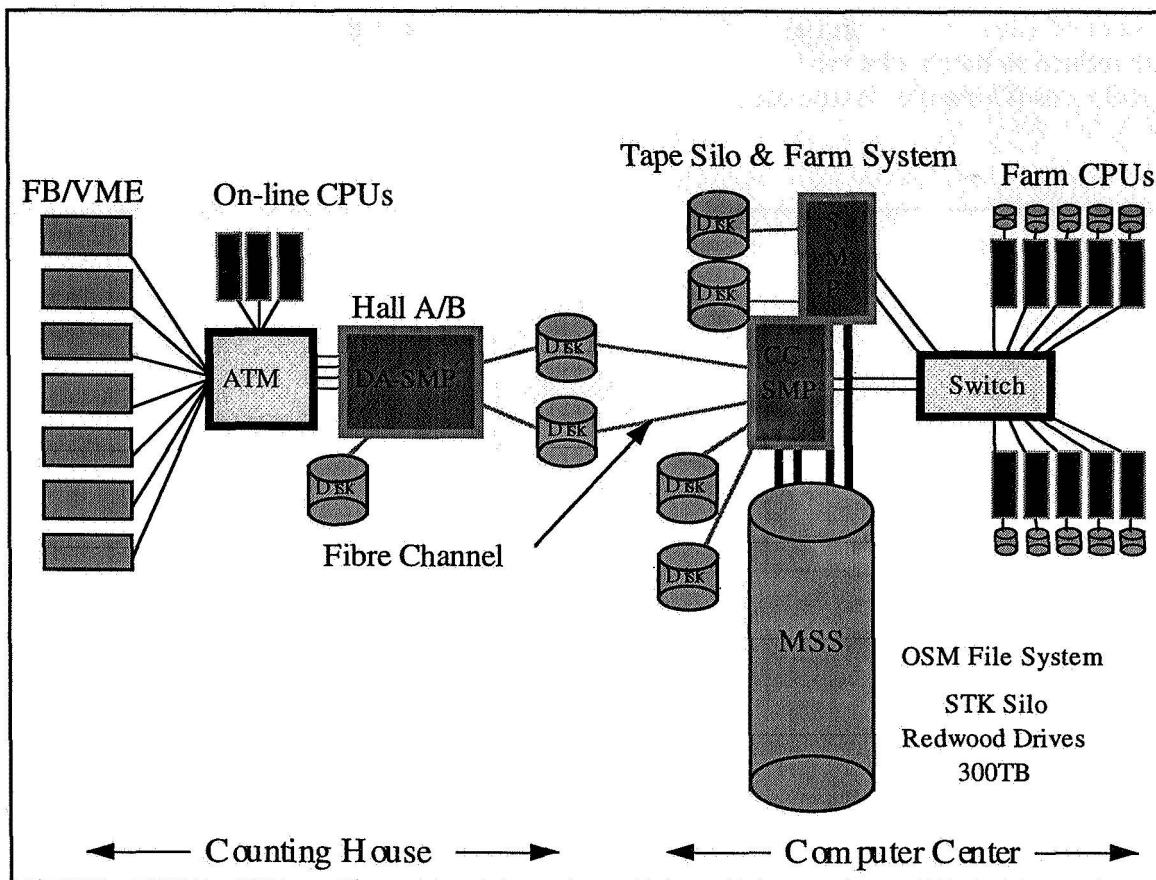 Tape Silo & Farm System
FB/VME
On-line CPUs
Farm CPUs
Disk
S
M
P
Disk
Hall A/B
Disk
CC-
SMP
ATM
DA-SMP
Switch
Disk
Disk
Disk
Fibre Channel
Disk
MSS
OSM File System
STK Silo
Redwood Drives
300TB
Counting House
Computer Center